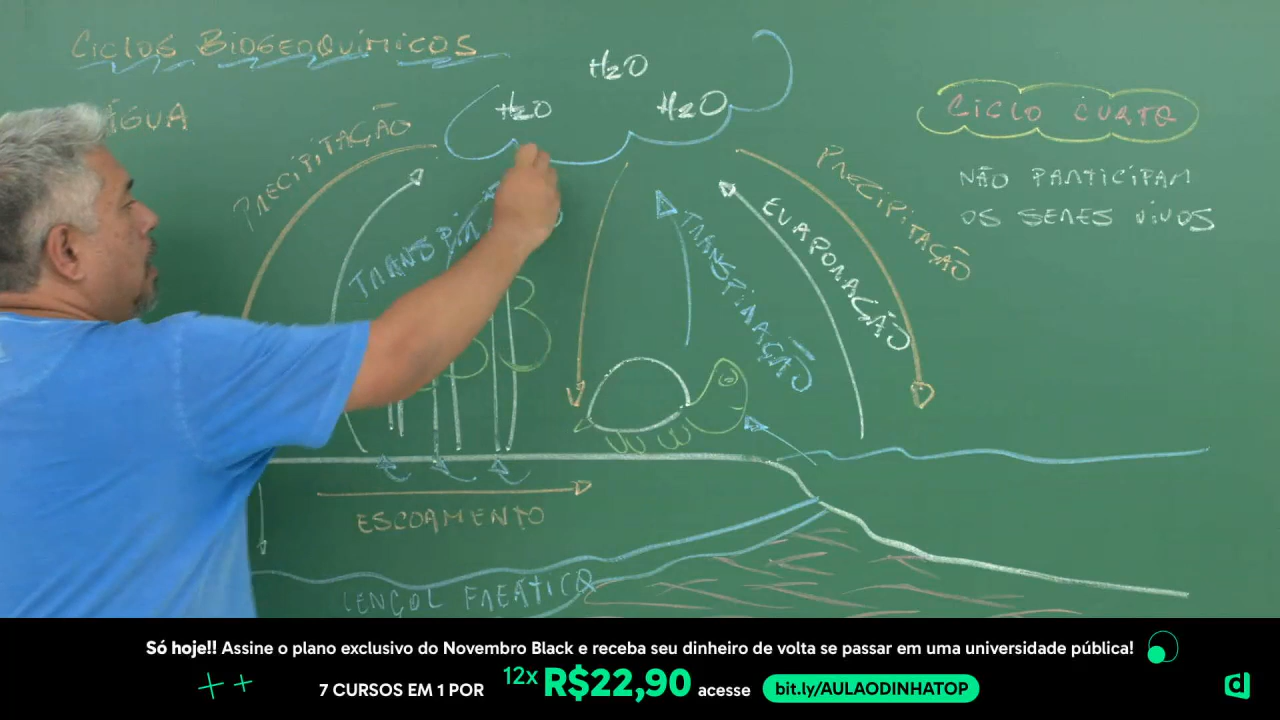 CICLOS BIOGEOQUÍMICOS
H₂O
H₂O
H₂O
CICLO CURTO
ÁGUA
PRECIPITAÇÃO
PRECIPITAÇÃO
NÃO PARTICIPAM
OS SERES VIVOS
TRANSPIRAÇÃO
EVAPORAÇÃO
ESCOAMENTO
LENÇOL FREÁTICO
Só hoje!! Assine o plano exclusivo do Novembro Black e receba seu dinheiro de volta se passar em uma universidade pública!
7 CURSOS EM 1 POR 12x R$22,90 acesse bit.ly/AULAODINHATOP
d